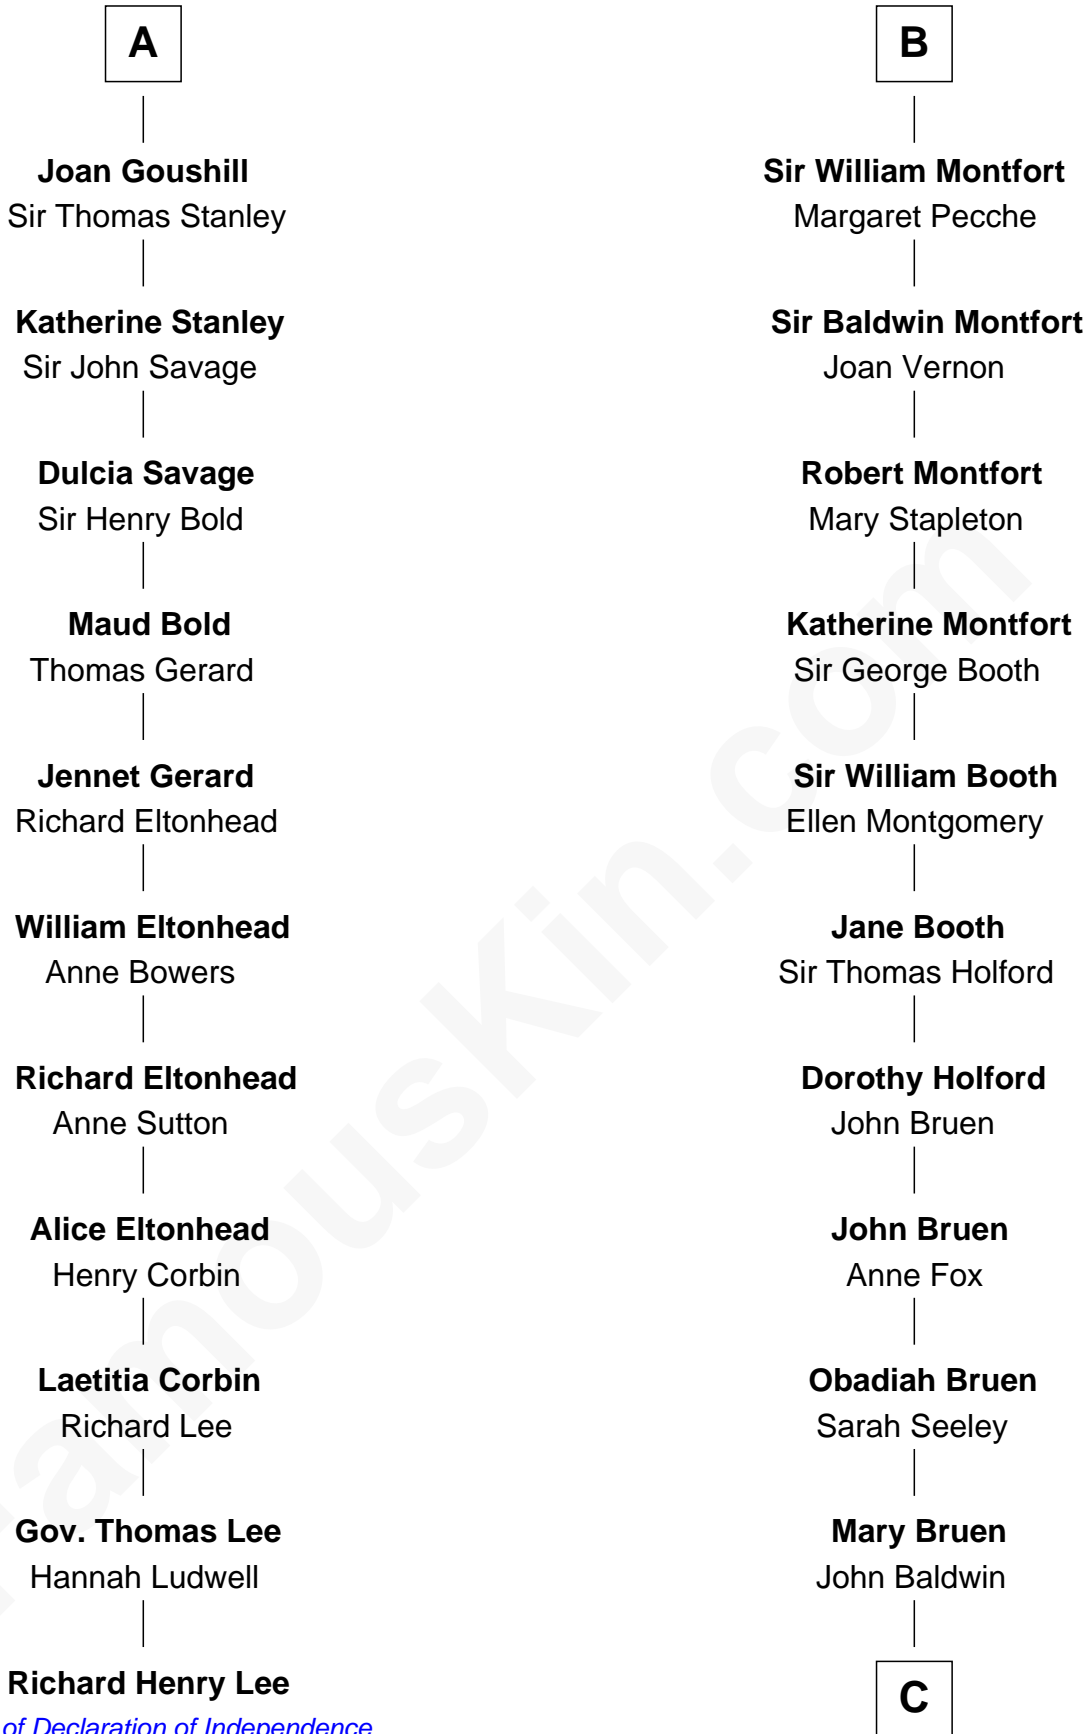 A
Joan Goushill
Sir Thomas Stanley
Katherine Stanley
Sir John Savage
Dulcia Savage
Sir Henry Bold
Maud Bold
Thomas Gerard
Jennet Gerard
Richard Eltonhead
William Eltonhead
Anne Bowers
Richard Eltonhead
Anne Sutton
Alice Eltonhead
Henry Corbin
Laetitia Corbin
Richard Lee
Gov. Thomas Lee
Hannah Ludwell
Richard Henry Lee
of Declaration of Independence
B
Sir William Montfort
Margaret Pecche
Sir Baldwin Montfort
Joan Vernon
Robert Montfort
Mary Stapleton
Katherine Montfort
Sir George Booth
Sir William Booth
Ellen Montgomery
Jane Booth
Sir Thomas Holford
Dorothy Holford
John Bruen
John Bruen
Anne Fox
Obadiah Bruen
Sarah Seeley
Mary Bruen
John Baldwin
C
FamousKin.com